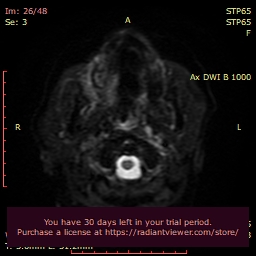 Im: 26/48
Se: 3
A
STP65
STP65
F
Ax DWI B 1000
R
L
You have 30 days left in your trial period.
Purchase a license at https://radiantviewer.com/store/